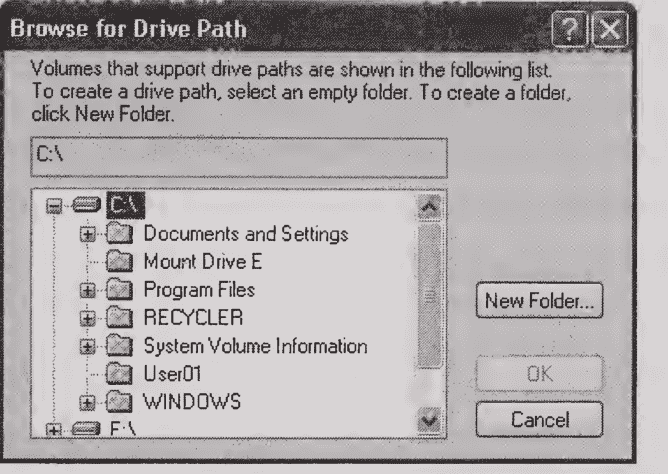 Browse for Drive Path
Volumes that support drive paths are shown in the following list.
To create a drive path, select an empty folder. To create a folder,
click New Folder.
C:\
C:\
Documents and Settings
Mount Drive E
Program Files
New Folder...
RECYCLER
System Volume Information
User01
OK
WINDOWS
Cancel
F:\